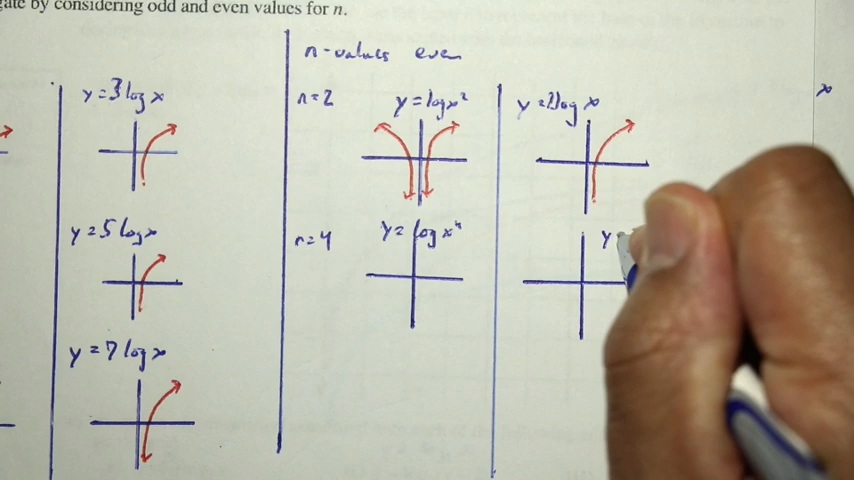 gate by considering odd and even values for n.
n-values even
y = 3 log x
n = 2
y = log x²
y = 2 log x
x
y = 5 log x
n = 4
y = log x⁴
y
y = 7 log x